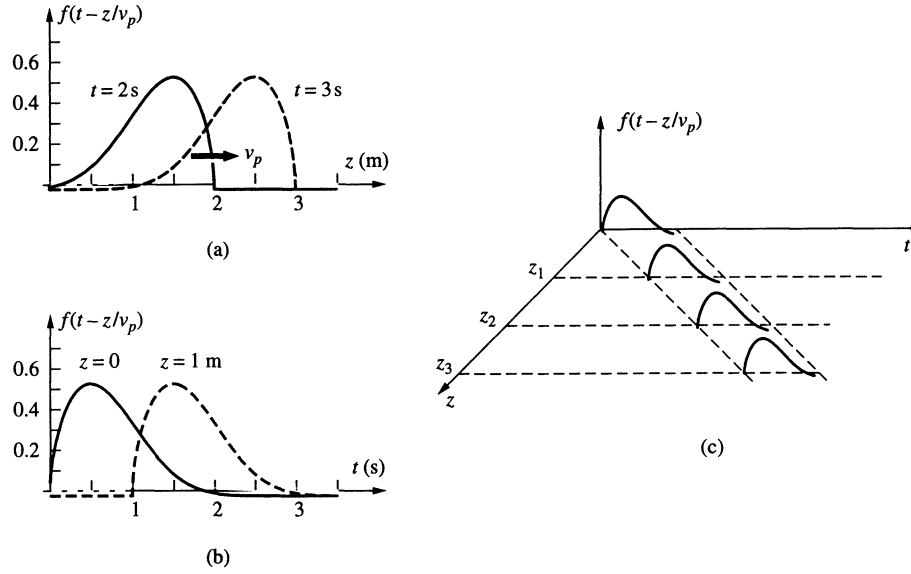 f(t − z/v_p)
0.6
t = 2 s
t = 3 s
0.4
0.2
v_p
z (m)
1
2
3
(a)
f(t − z/v_p)
0.6
z = 0
z = 1 m
0.4
0.2
t (s)
1
2
3
(b)
f(t − z/v_p)
t
z_1
z_2
z_3
z
(c)